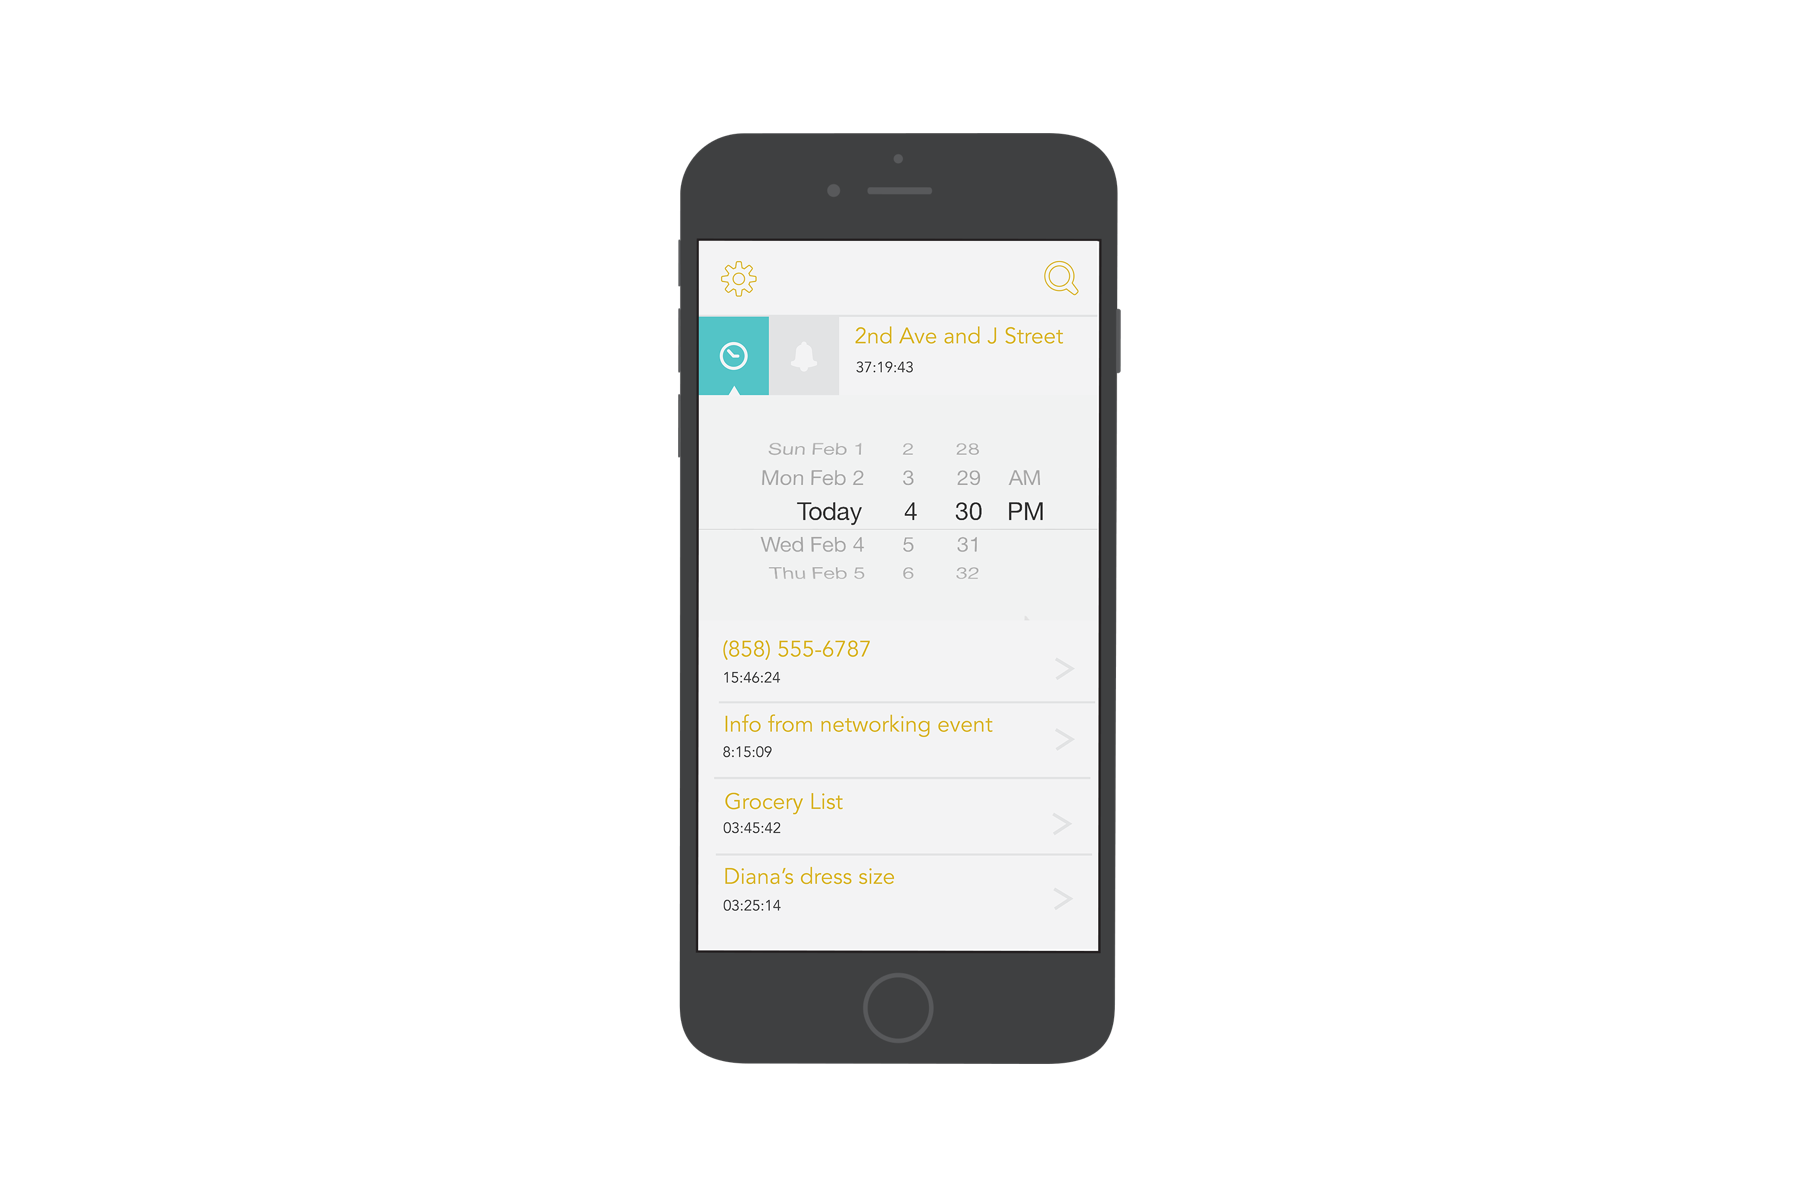 2nd Ave and J Street
37:19:43
Sun Feb 1 2 28
Mon Feb 2 3 29 AM
Today 4 30 PM
Wed Feb 4 5 31
Thu Feb 5 6 32
(858) 555-6787
15:46:24
Info from networking event
8:15:09
Grocery List
03:45:42
Diana’s dress size
03:25:14